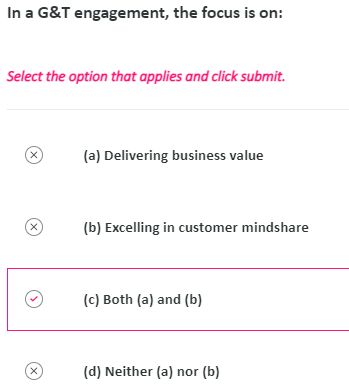 In a G&T engagement, the focus is on:
Select the option that applies and click submit.
(a) Delivering business value
(b) Excelling in customer mindshare
(c) Both (a) and (b)
(d) Neither (a) nor (b)